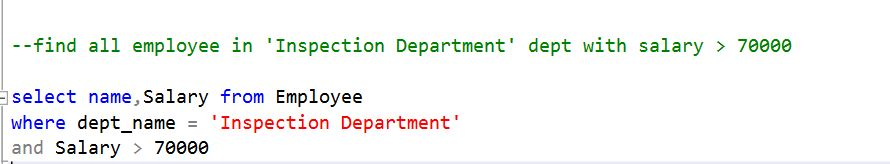 --find all employee in 'Inspection Department' dept with salary > 70000
select name,Salary from Employee
where dept_name = 'Inspection Department'
and Salary > 70000